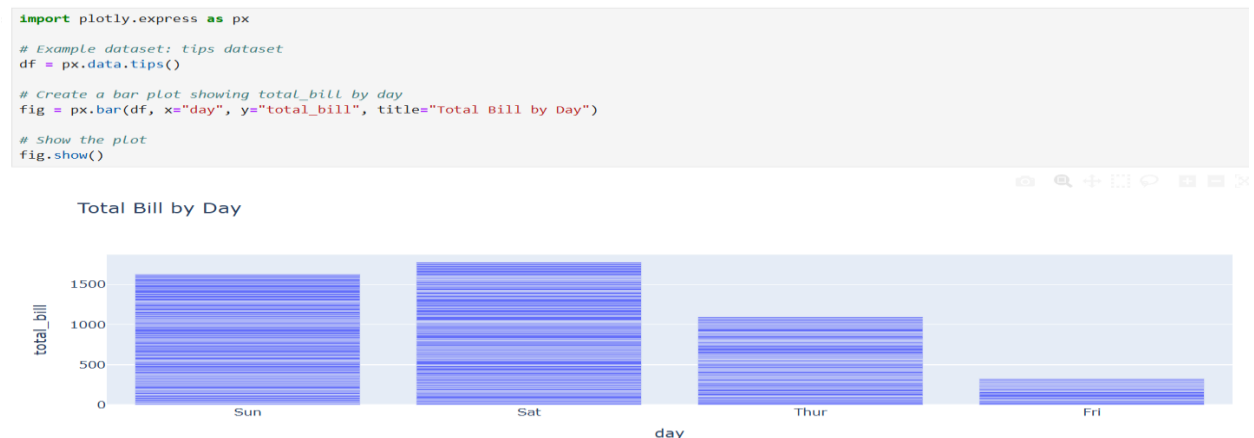 import plotly.express as px
# Example dataset: tips dataset
df = px.data.tips()
# Create a bar plot showing total_bill by day
fig = px.bar(df, x="day", y="total_bill", title="Total Bill by Day")
# Show the plot
fig.show()
Total Bill by Day
1500
1000
500
0
total_bill
Sun Sat Thur Fri
day